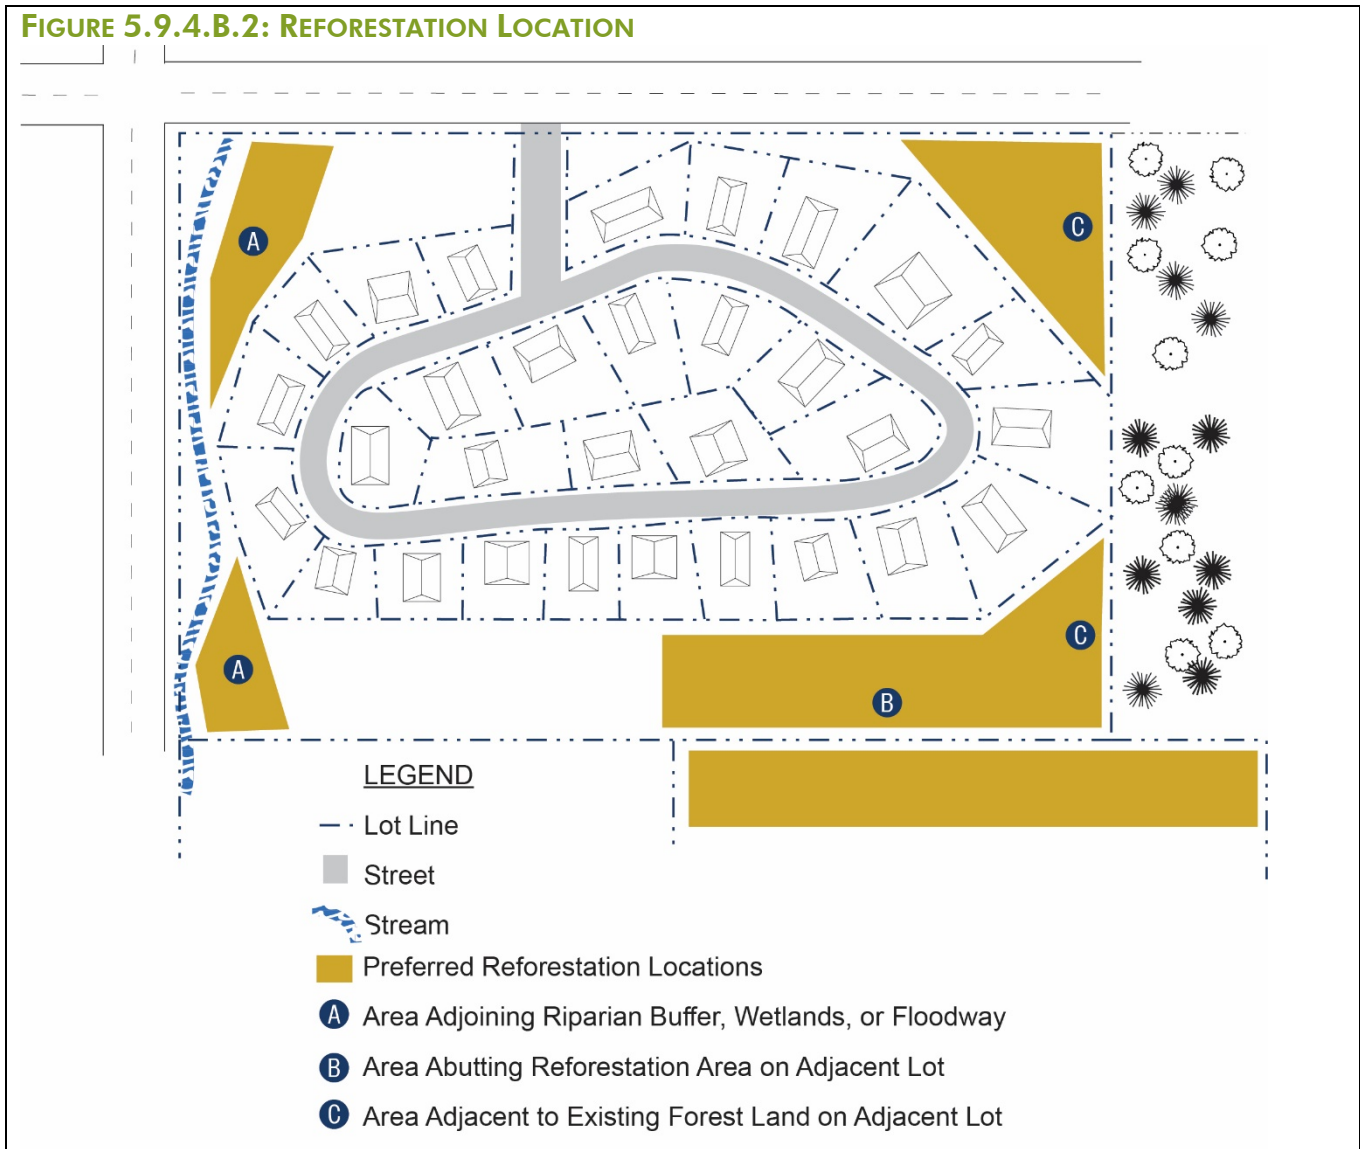 FIGURE 5.9.4.B.2: REFORESTATION LOCATION
A
C
A
C
B
LEGEND
Lot Line
Street
Stream
Preferred Reforestation Locations
A Area Adjoining Riparian Buffer, Wetlands, or Floodway
B Area Abutting Reforestation Area on Adjacent Lot
C Area Adjacent to Existing Forest Land on Adjacent Lot